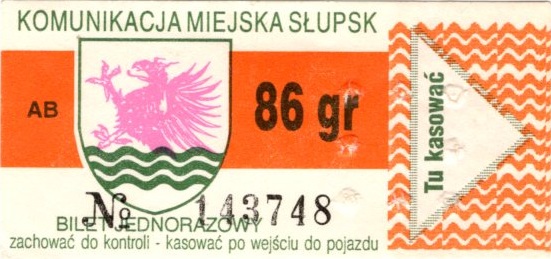 KOMUNIKACJA MIEJSKA SŁUPSK
AB
86 gr
Tu kasować
№ 143748
BILET JEDNORAZOWY
zachować do kontroli - kasować po wejściu do pojazdu